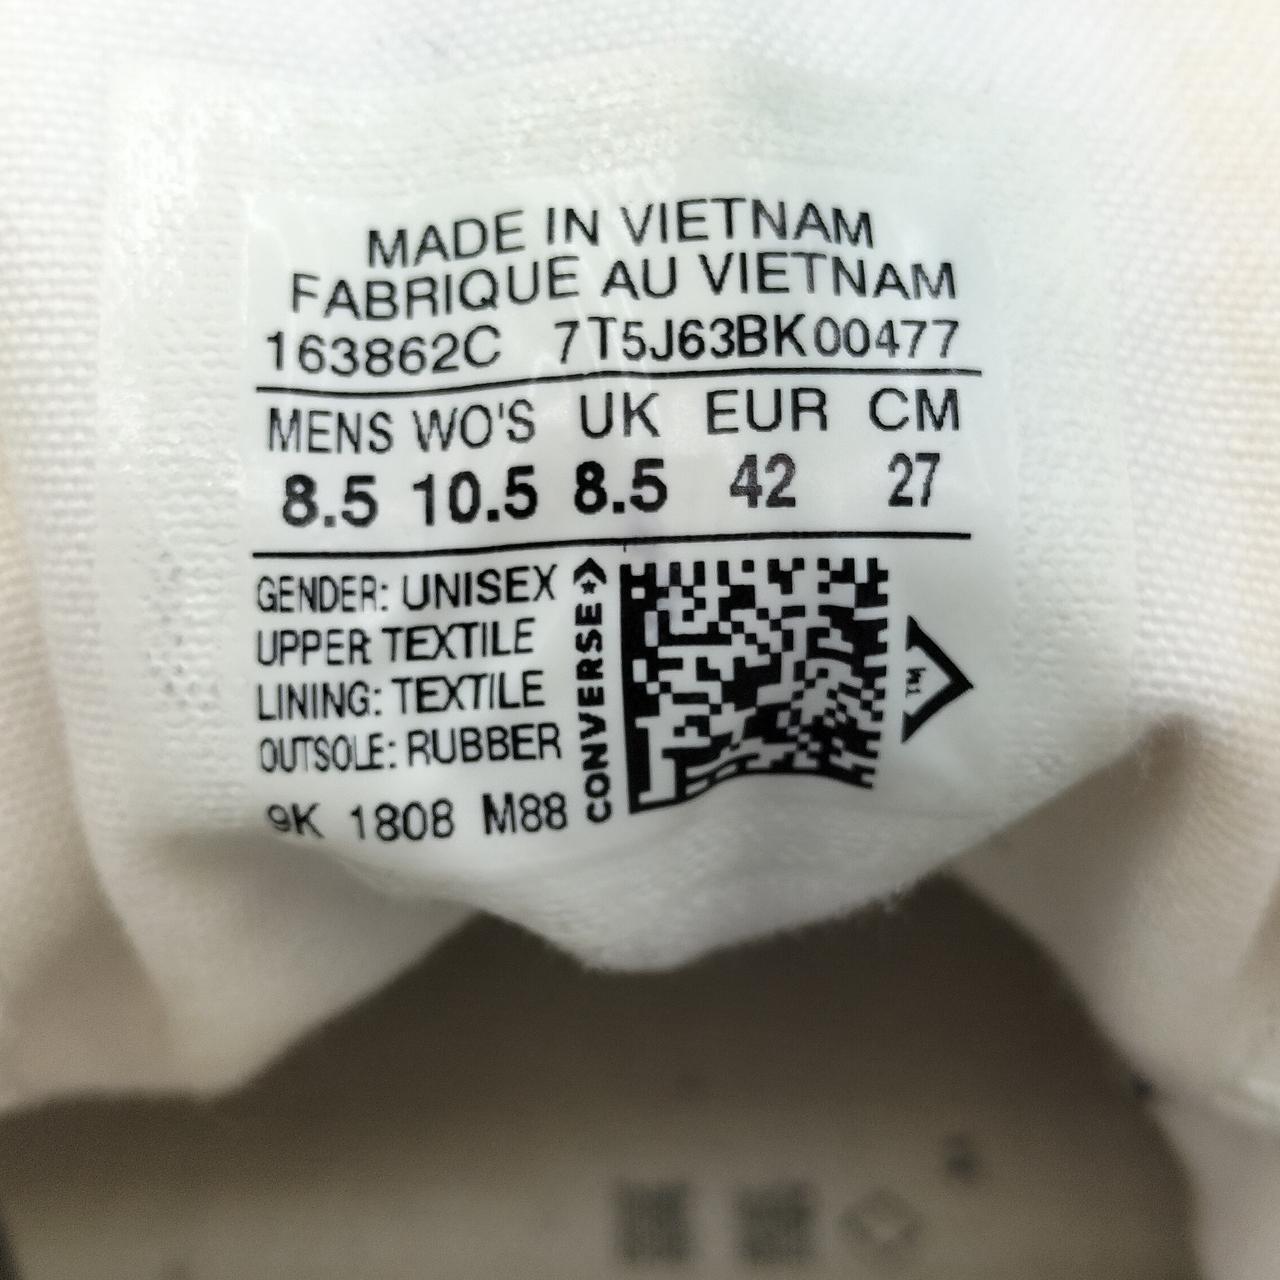 MADE IN VIETNAM
FABRIQUE AU VIETNAM
163862C 7T5J63BK00477
MENS WO'S UK EUR CM
8.5 10.5 8.5 42 27
GENDER: UNISEX
UPPER TEXTILE
LINING: TEXTILE
OUTSOLE: RUBBER
9K 1808 M88
CONVERSE